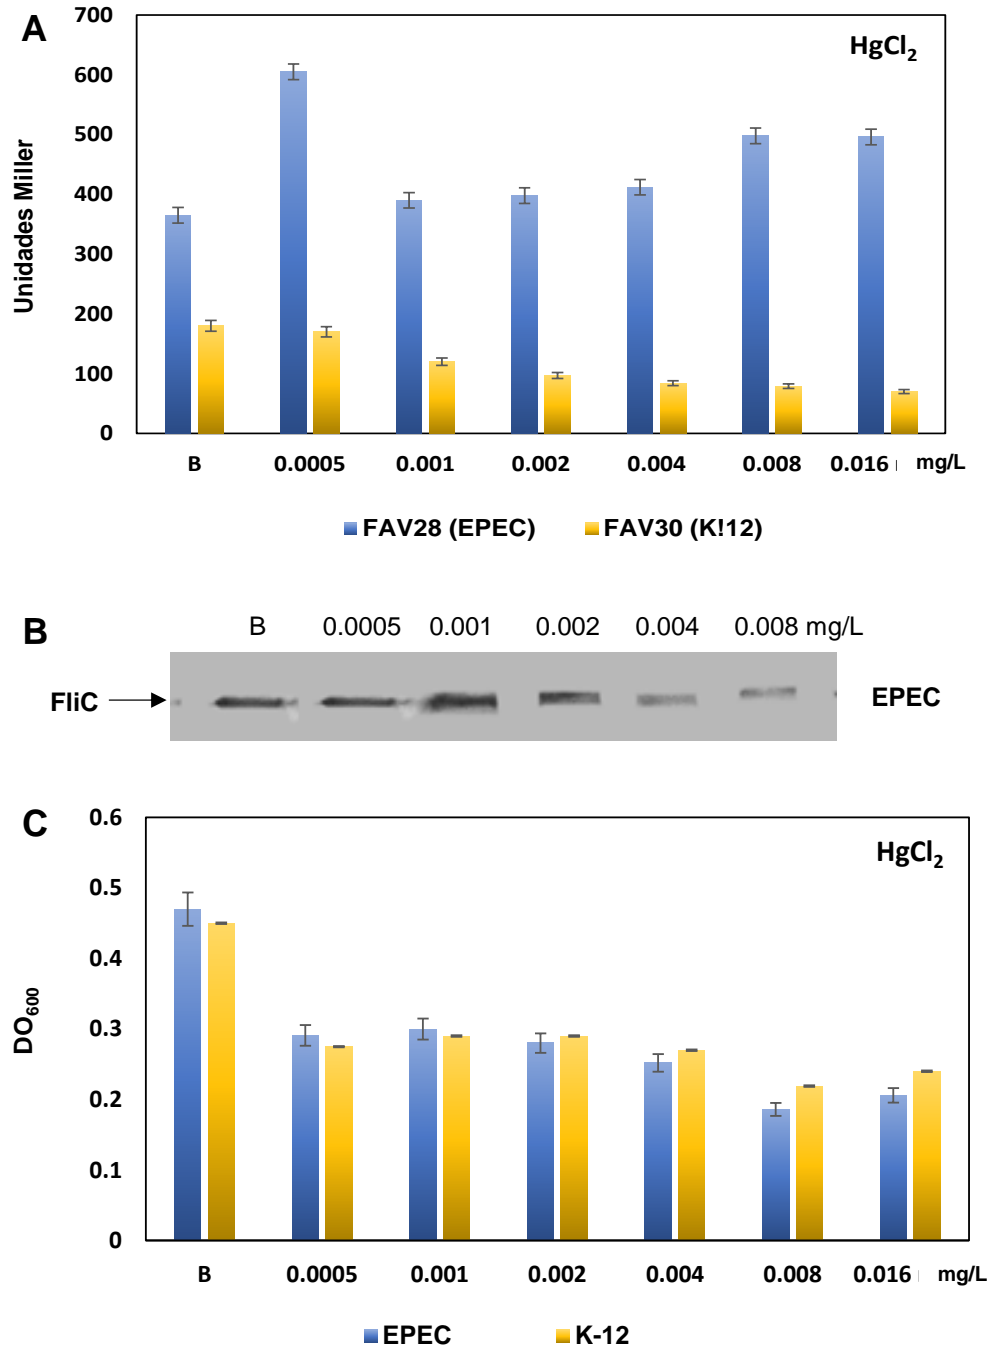 A
HgCl2
700
600
500
400
300
200
100
0
Unidades Miller
B 0.0005 0.001 0.002 0.004 0.008 0.016 mg/L
FAV28 (EPEC) FAV30 (K!12)
B
B 0.0005 0.001 0.002 0.004 0.008 mg/L
FliC EPEC
C
HgCl2
0.6
0.5
0.4
0.3
0.2
0.1
0
DO600
B 0.0005 0.001 0.002 0.004 0.008 0.016 mg/L
EPEC K-12